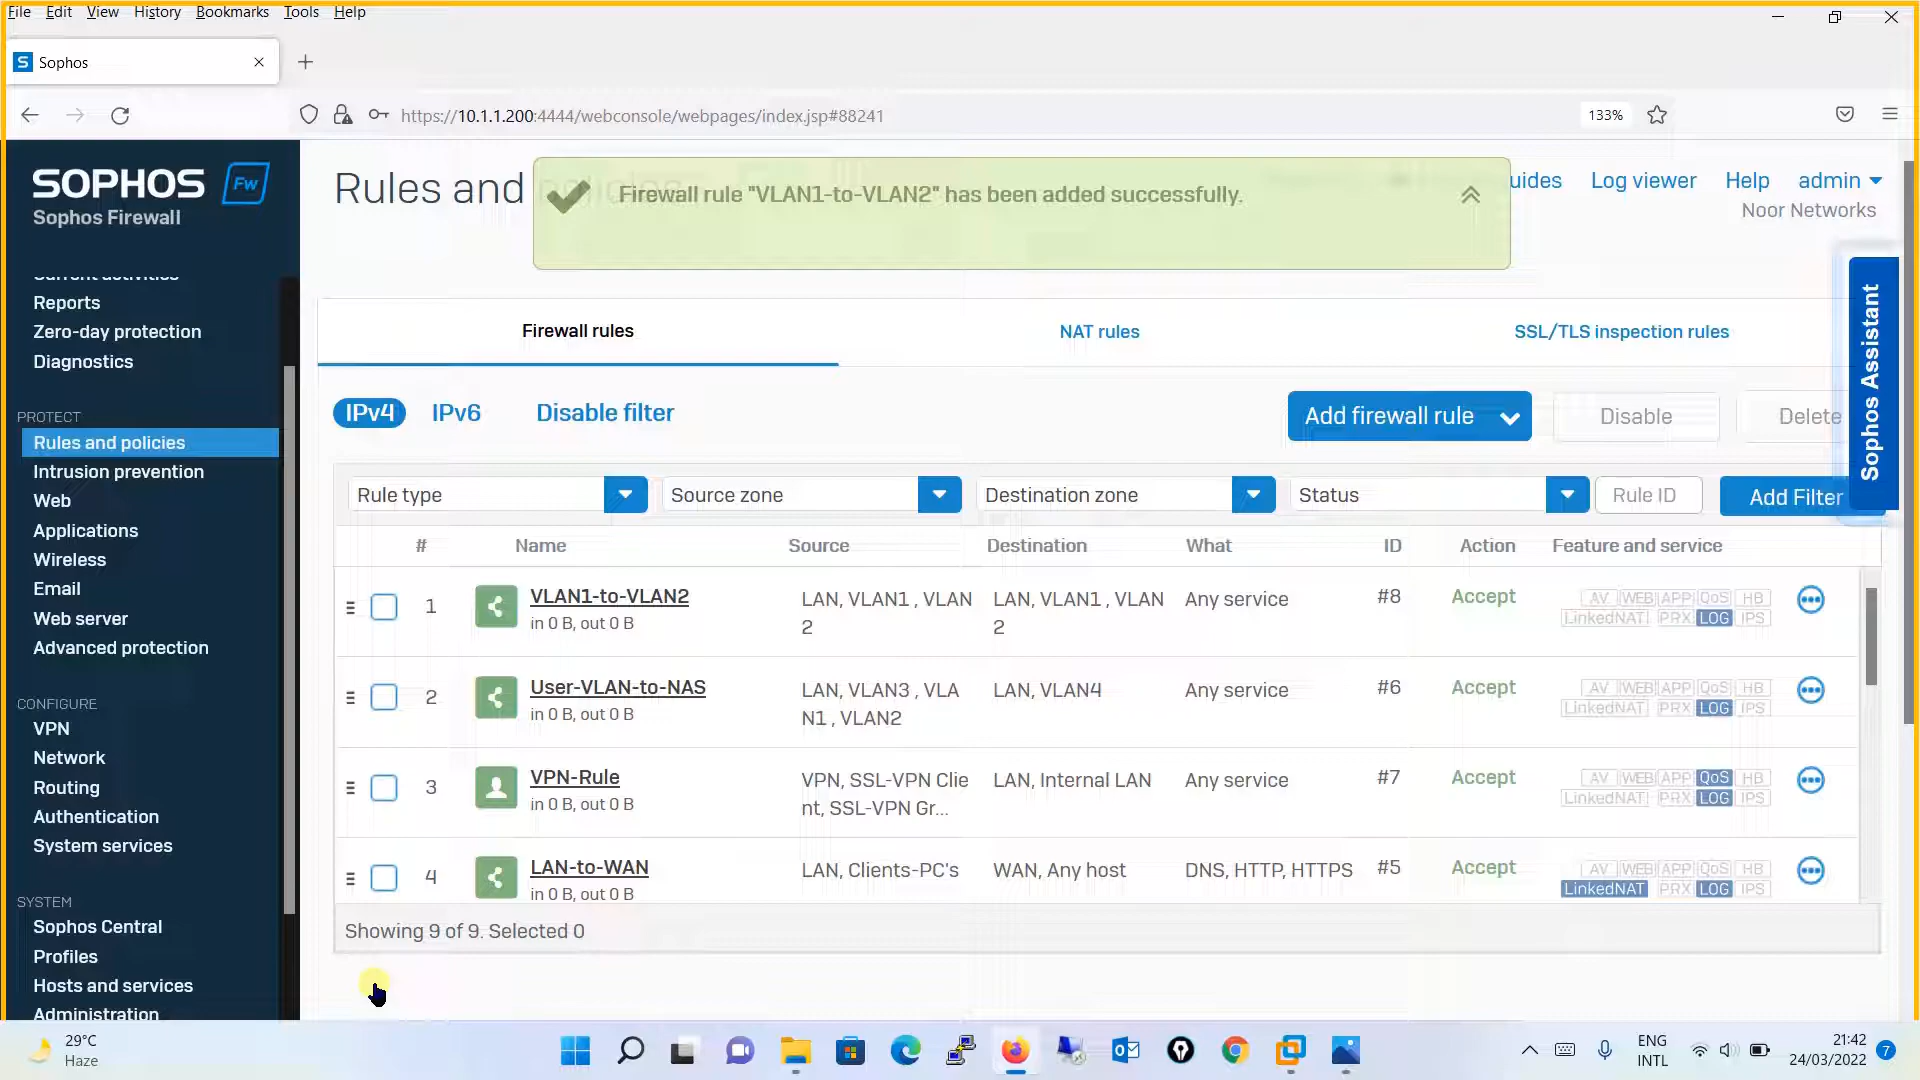 File Edit View History Bookmarks Tools Help
S Sophos
https://10.1.1.200:4444/webconsole/webpages/index.jsp#88241
133%
SOPHOS Fw
Sophos Firewall
Current activities
Reports
Zero-day protection
Diagnostics
PROTECT
Rules and policies
Intrusion prevention
Web
Applications
Wireless
Email
Web server
Advanced protection
CONFIGURE
VPN
Network
Routing
Authentication
System services
SYSTEM
Sophos Central
Profiles
Hosts and services
Administration
Rules and policies
Firewall rule "VLAN1-to-VLAN2" has been added successfully.
uides Log viewer Help admin
Noor Networks
Sophos Assistant
Firewall rules NAT rules SSL/TLS inspection rules
IPv4 IPv6 Disable filter Add firewall rule Disable Delete
Rule type Source zone Destination zone Status Rule ID Add Filter
# Name Source Destination What ID Action Feature and service
1 VLAN1-to-VLAN2 LAN, VLAN1 , VLAN LAN, VLAN1 , VLAN Any service #8 Accept AV WEB APP QoS HB
in 0 B, out 0 B 2 2 LinkedNAT PRX LOG IPS
2 User-VLAN-to-NAS LAN, VLAN3 , VLA LAN, VLAN4 Any service #6 Accept AV WEB APP QoS HB
in 0 B, out 0 B N1 , VLAN2 LinkedNAT PRX LOG IPS
3 VPN-Rule VPN, SSL-VPN Clie LAN, Internal LAN Any service #7 Accept AV WEB APP QoS HB
in 0 B, out 0 B nt, SSL-VPN Gr... LinkedNAT PRX LOG IPS
4 LAN-to-WAN LAN, Clients-PC's WAN, Any host DNS, HTTP, HTTPS #5 Accept AV WEB APP QoS HB
in 0 B, out 0 B LinkedNAT PRX LOG IPS
Showing 9 of 9. Selected 0
29°C
Haze
ENG
INTL
21:42
24/03/2022
7